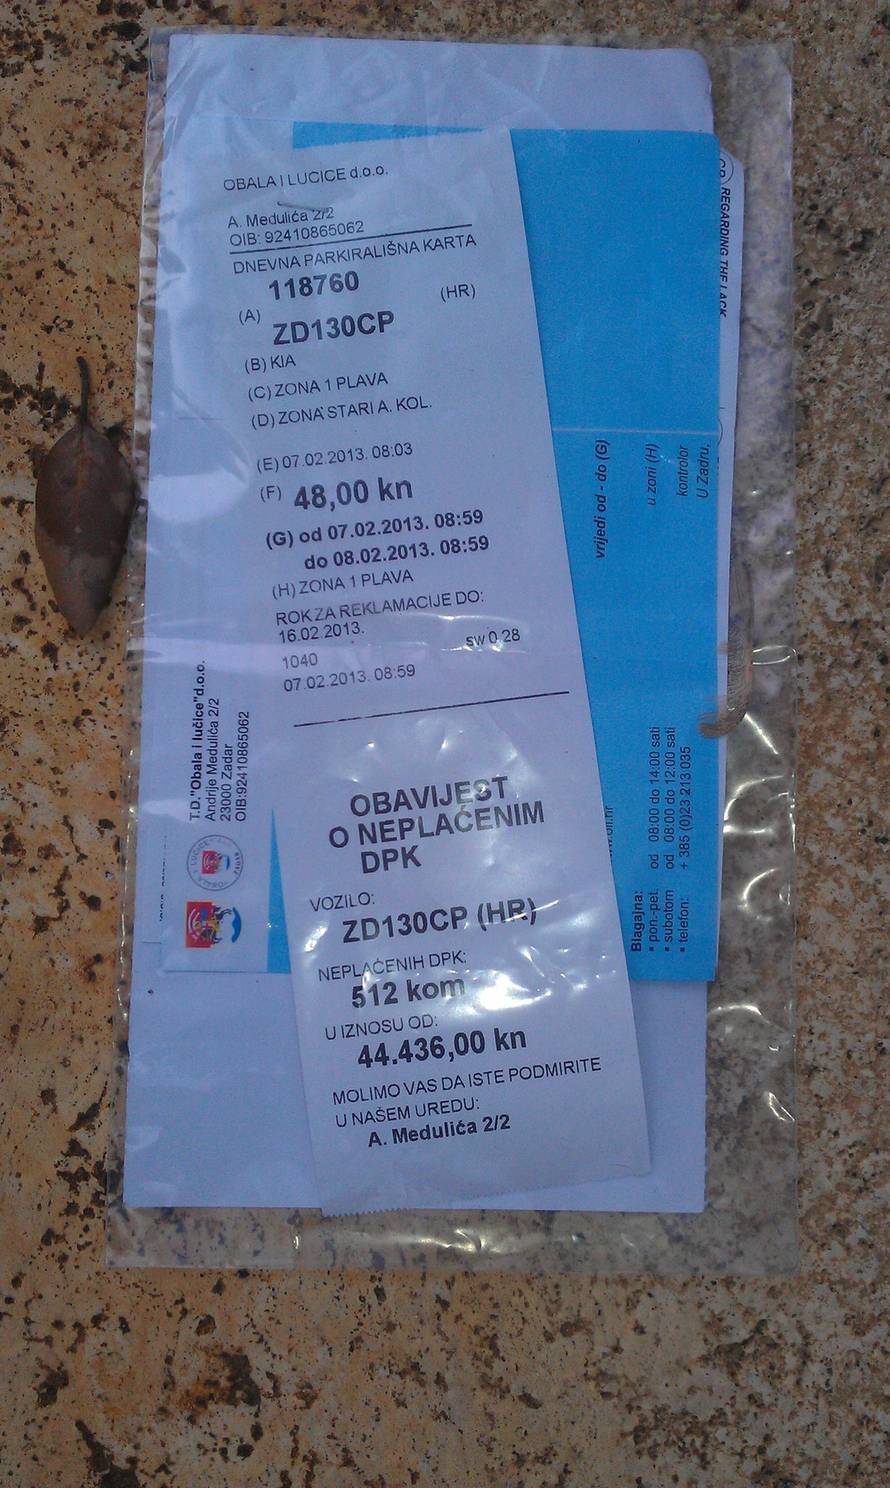 OBALA I LUČICE d.o.o.
A. Medulića 2/2
OIB: 92410865062
DNEVNA PARKIRALIŠNA KARTA
118760
(A) (HR)
ZD130CP
(B) KIA
(C) ZONA 1 PLAVA
(D) ZONA STARI A. KOL.
(E) 07.02.2013. 08:03
(F) 48,00 kn
(G) od 07.02.2013. 08:59
do 08.02.2013. 08:59
(H) ZONA 1 PLAVA
ROK ZA REKLAMACIJE DO:
16.02.2013.
1040 sw 0.28
07.02.2013. 08:59
OBAVIJEST
O NEPLAĆENIM
DPK
VOZILO:
ZD130CP (HR)
NEPLAĆENIH DPK:
512 kom
U IZNOSU OD:
44.436,00 kn
MOLIMO VAS DA ISTE PODMIRITE
U NAŠEM UREDU:
A. Medulića 2/2
T.D."Obala i lučice"d.o.o.
Andrije Medulića 2/2
23000 Zadar
OIB:92410865062
vrijedi od - do (G)
u zoni (H)
kontrolor
U Zadru,
Blagajna:
• pon.-pet. od 08:00 do 14:00 sati
• subotom od 08:00 do 12:00 sati
• telefon: + 385 (0)23 213 035
REGARDING THE LACK